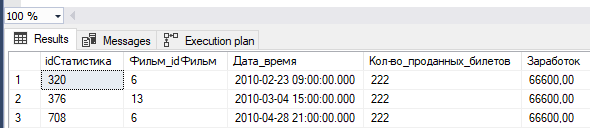 100 %
Results Messages Execution plan
idСтатистика Фильм_idФильм Дата_время Кол-во_проданных_билетов Заработок
1 320 6 2010-02-23 09:00:00.000 222 66600,00
2 376 13 2010-03-04 15:00:00.000 222 66600,00
3 708 6 2010-04-28 21:00:00.000 222 66600,00